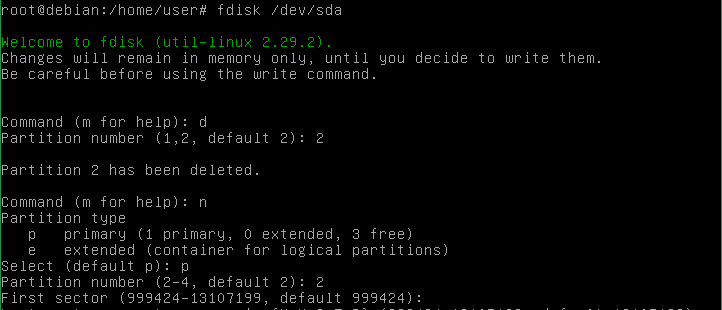 root@debian:/home/user# fdisk /dev/sda
Welcome to fdisk (util-linux 2.29.2).
Changes will remain in memory only, until you decide to write them.
Be careful before using the write command.
Command (m for help): d
Partition number (1,2, default 2): 2
Partition 2 has been deleted.
Command (m for help): n
Partition type
   p   primary (1 primary, 0 extended, 3 free)
   e   extended (container for logical partitions)
Select (default p): p
Partition number (2-4, default 2): 2
First sector (999424-13107199, default 999424):